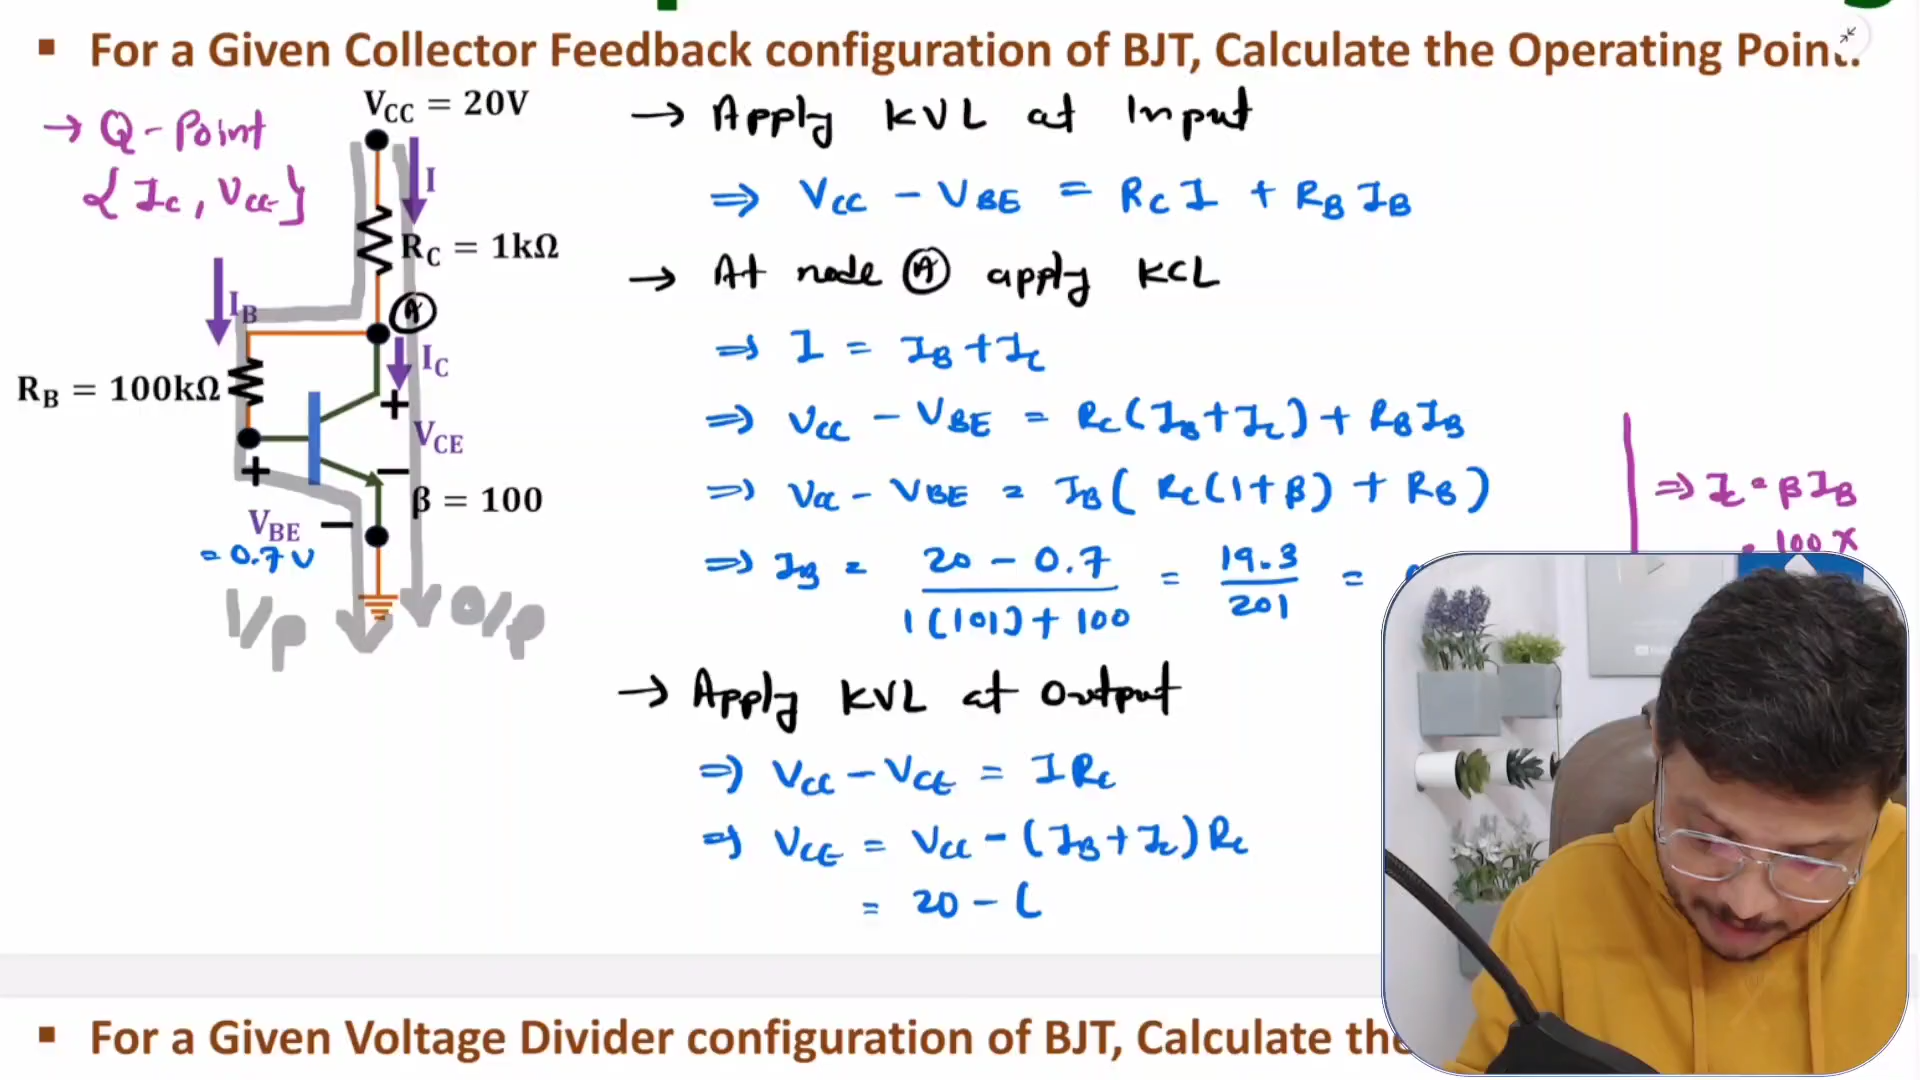 ▪ For a Given Collector Feedback configuration of BJT, Calculate the Operating Point.
→ Q-Point
{Ic, VCE}
VCC = 20V
I
RC = 1kΩ
A
IB
IC
RB = 100kΩ
+
VCE
−
+
β = 100
VBE −
= 0.7V
I/p
O/p
→ Apply KVL at Input
⇒ VCC − VBE = RC I + RB IB
→ At node A apply KCL
⇒ I = IB + IC
⇒ VCC − VBE = RC(IB+IC) + RB IB
⇒ VCC − VBE = IB( RC(1+β) + RB)
⇒ IB = 20 − 0.7 / 1(101) + 100 = 19.3 / 201 =
⇒ IC = βIB
= 100 x
→ Apply KVL at Output
⇒ VCC − VCE = I RC
⇒ VCE = VCC − (IB+IC) RC
= 20 − (
▪ For a Given Voltage Divider configuration of BJT, Calculate the